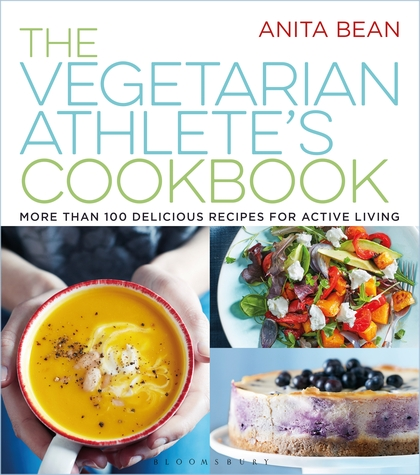 ANITA BEAN
THE
VEGETARIAN
ATHLETE'S
COOKBOOK
MORE THAN 100 DELICIOUS RECIPES FOR ACTIVE LIVING
BLOOMSBURY